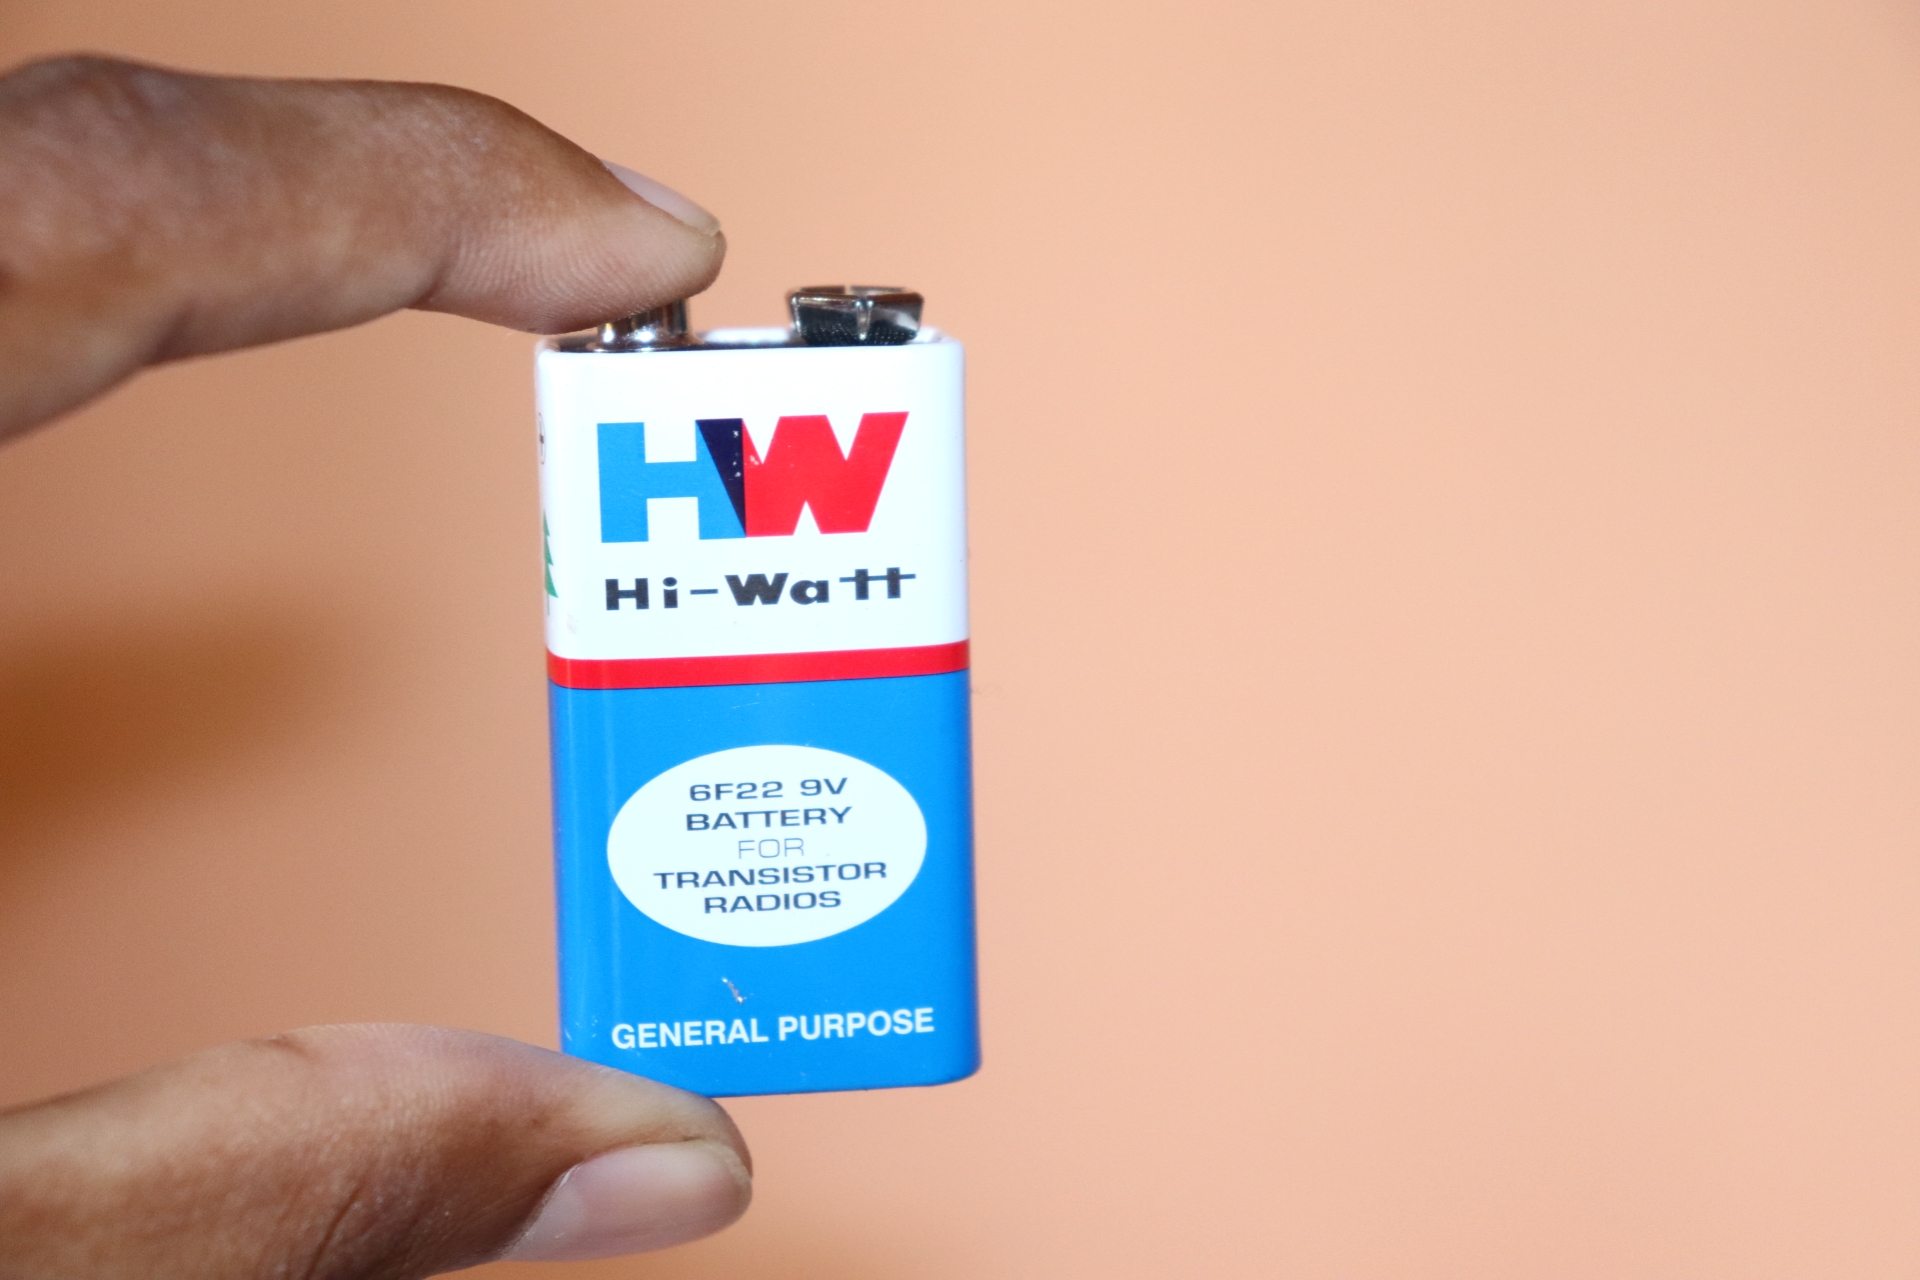 HW
Hi-Watt
6F22 9V
BATTERY
FOR
TRANSISTOR
RADIOS
GENERAL PURPOSE